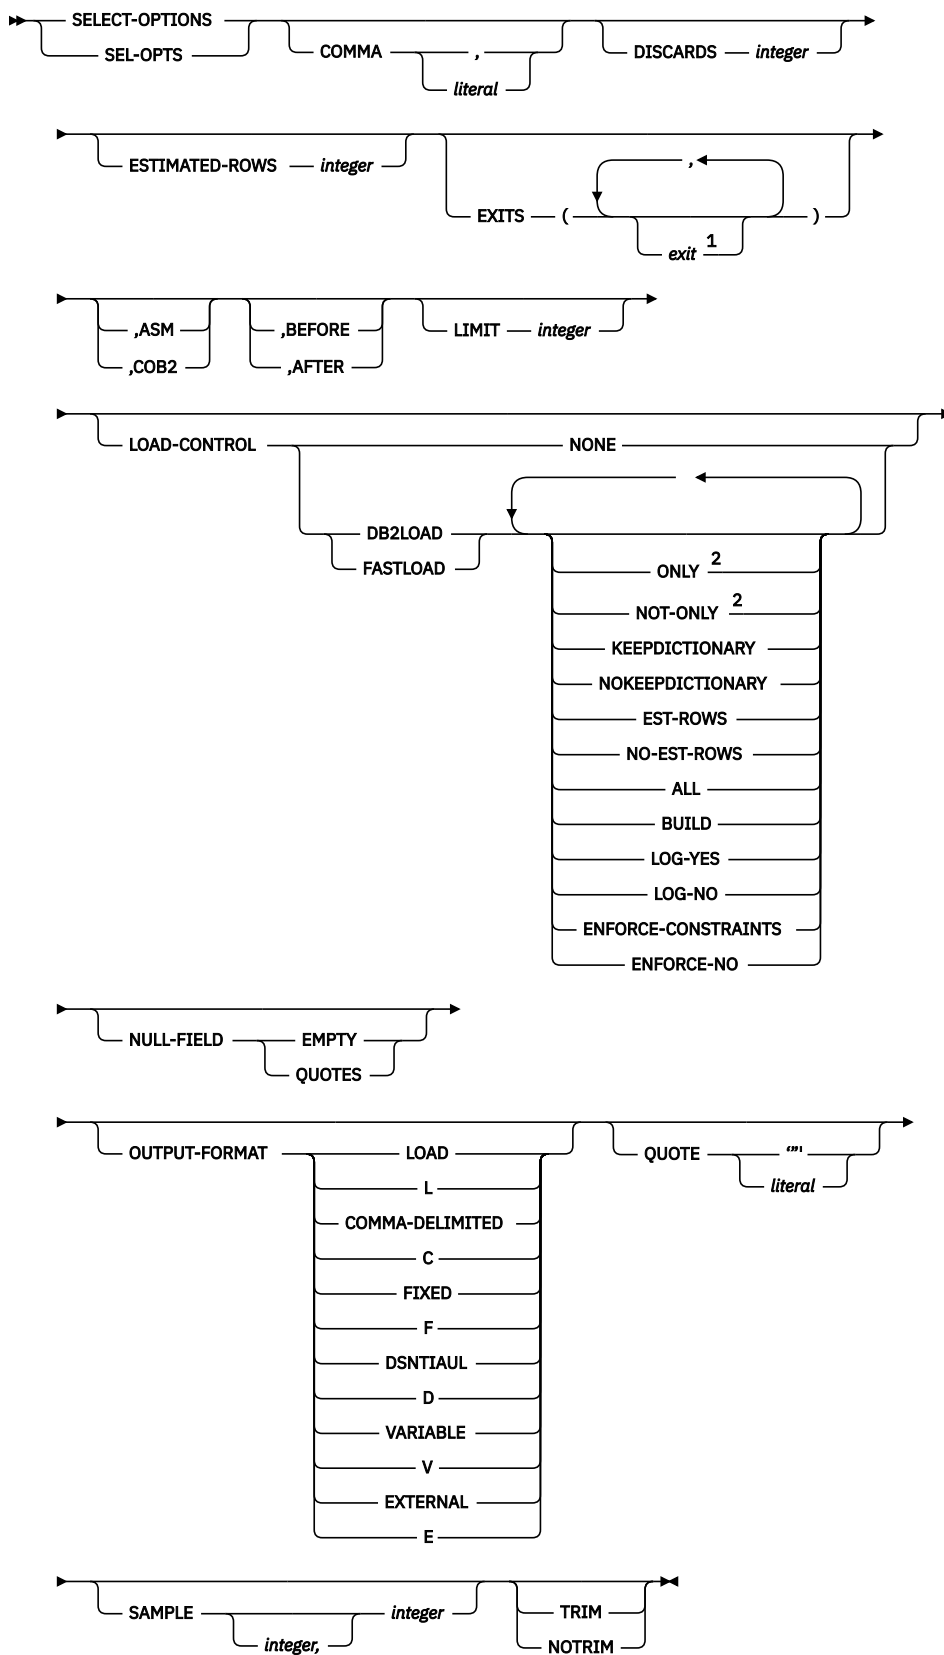 SELECT-OPTIONS
SEL-OPTS
COMMA
,
literal
DISCARDS integer
ESTIMATED-ROWS integer
EXITS (
,
exit 1
)
,ASM
,COB2
,BEFORE
,AFTER
LIMIT integer
LOAD-CONTROL
NONE
DB2LOAD
FASTLOAD
ONLY 2
NOT-ONLY 2
KEEPDICTIONARY
NOKEEPDICTIONARY
EST-ROWS
NO-EST-ROWS
ALL
BUILD
LOG-YES
LOG-NO
ENFORCE-CONSTRAINTS
ENFORCE-NO
NULL-FIELD
EMPTY
QUOTES
OUTPUT-FORMAT
LOAD
L
COMMA-DELIMITED
C
FIXED
F
DSNTIAUL
D
VARIABLE
V
EXTERNAL
E
QUOTE
‘”'
literal
SAMPLE
integer,
integer
TRIM
NOTRIM